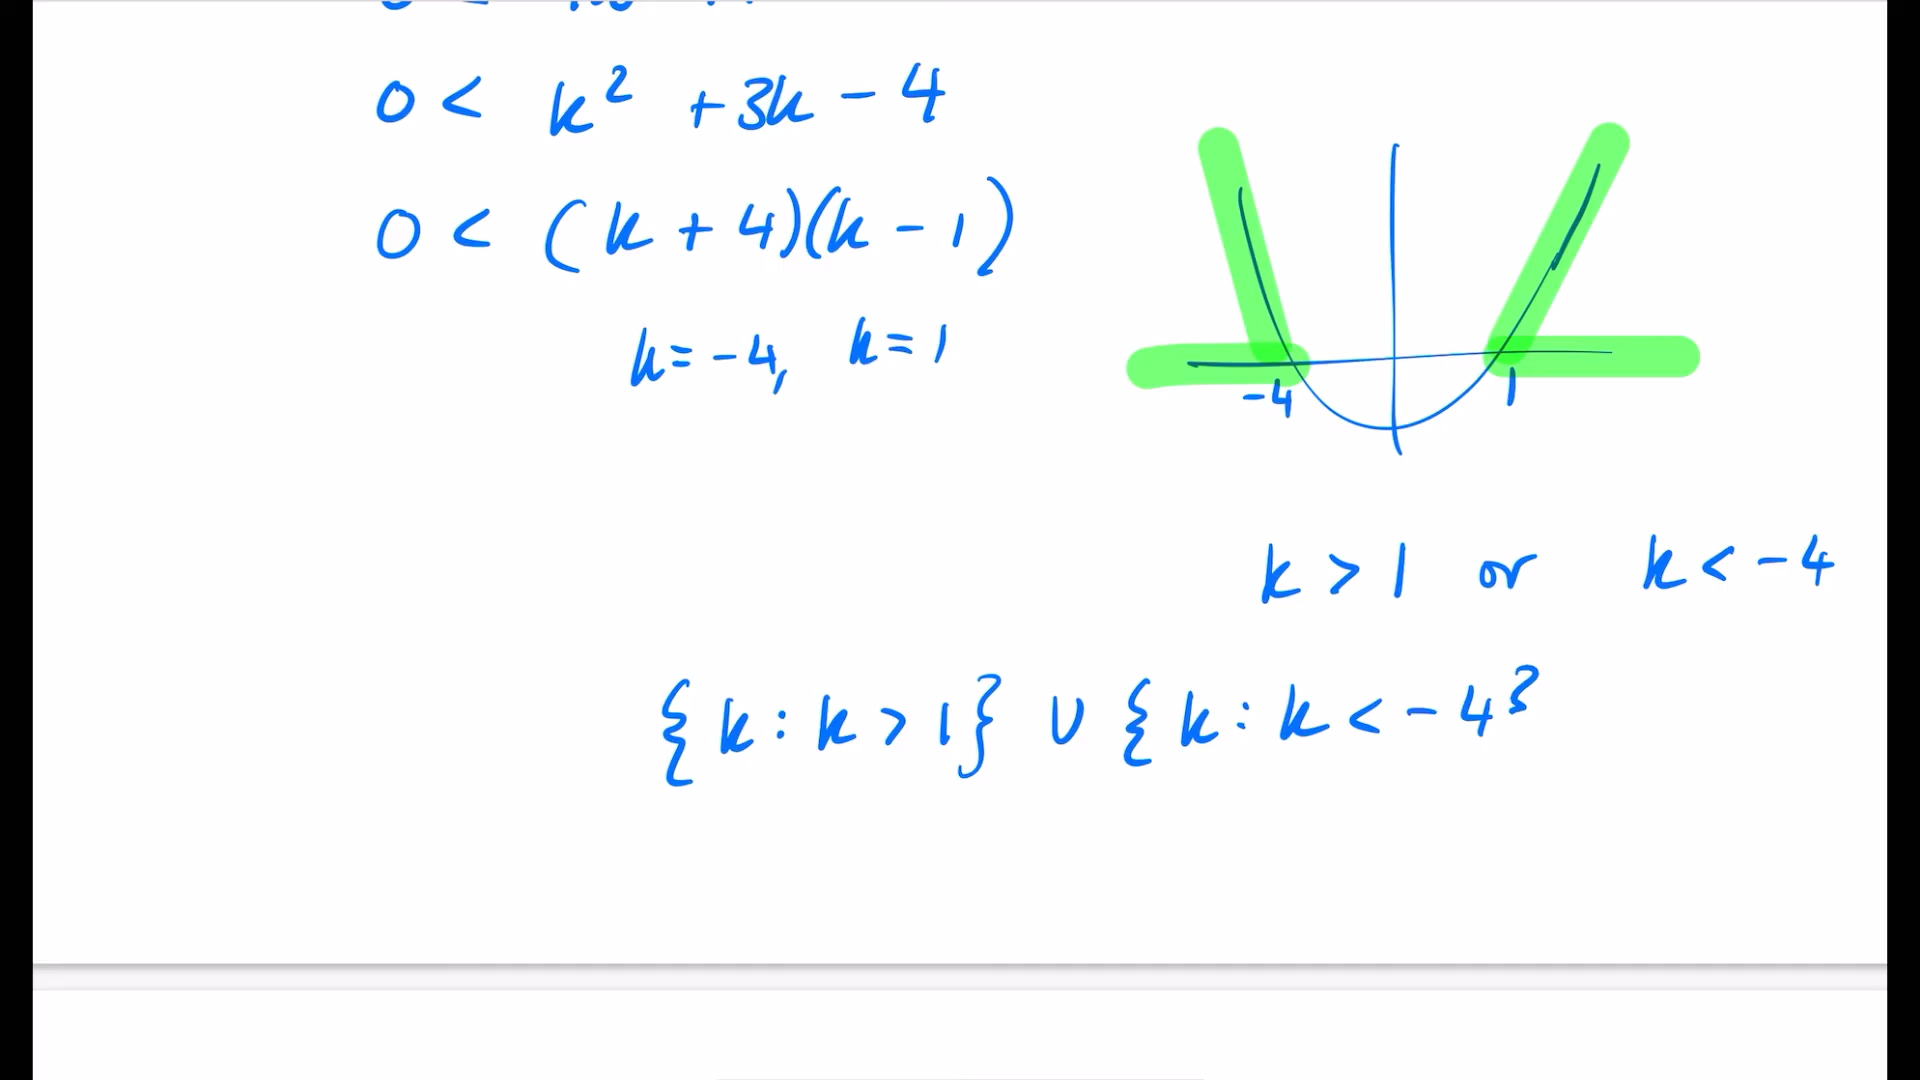 0 < k² + 3k - 4
0 < (k + 4)(k - 1)
k = -4, k = 1
-4 1
k > 1 or k < -4
{k : k > 1} ∪ {k : k < -4}